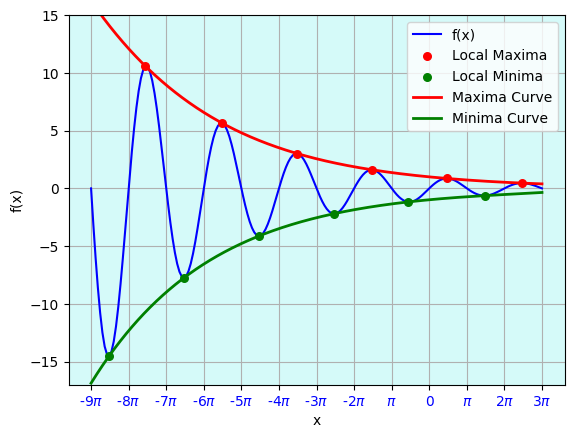 15
10
5
0
−5
−10
−15
f(x)
f(x)
Local Maxima
Local Minima
Maxima Curve
Minima Curve
-9π -8π -7π -6π -5π -4π -3π -2π π 0 π 2π 3π
x